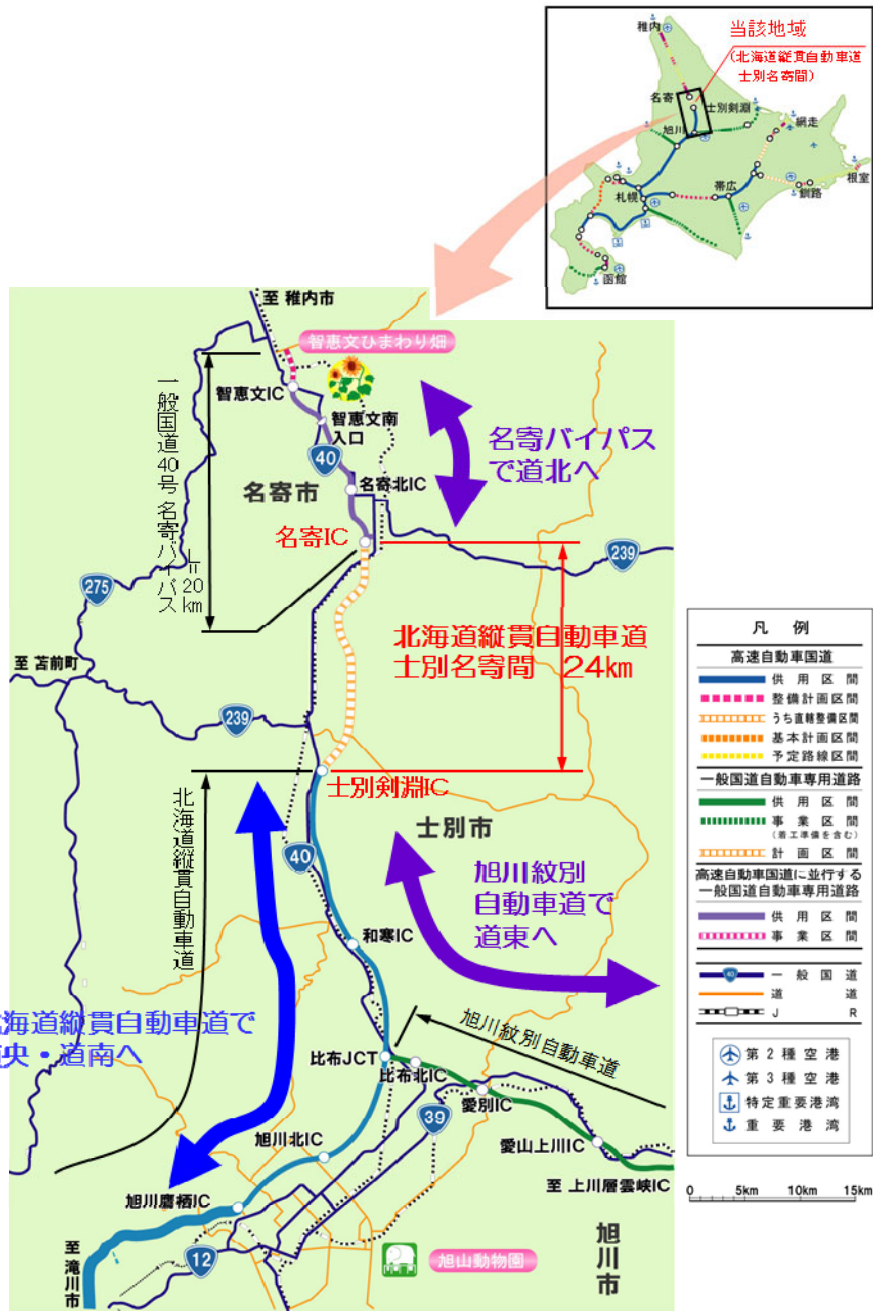 稚内
当該地域
(北海道縦貫自動車道
士別名寄間)
名寄
士別剣淵
旭川
網走
札幌
帯広
釧路
根室
函館
至 稚内市
智恵文ひまわり畑
智恵文IC
智恵文南
入口
40
名寄バイパス
で道北へ
一般国道40号 名寄バイパス
L=20km
名寄市
名寄北IC
名寄IC
239
275
北海道縦貫自動車道
士別名寄間 24km
至 苫前町
239
士別剣淵IC
北海道縦貫自動車道
士別市
40
旭川紋別
自動車道で
道東へ
和寒IC
海道縦貫自動車道で
央・道南へ
旭川紋別自動車道
比布JCT
比布北IC
愛別IC
39
旭川北IC
愛山上川IC
至 上川層雲峡IC
旭川鷹栖IC
至 滝川市
12
旭山動物園
旭川市
凡例
高速自動車国道
供用区間
整備計画区間
うち直轄整備区間
基本計画区間
予定路線区間
一般国道自動車専用道路
供用区間
事業区間
(着工準備を含む)
計画区間
高速自動車国道に並行する
一般国道自動車専用道路
供用区間
事業区間
40 一般国道
道道
JR
第2種空港
第3種空港
特定重要港湾
重要港湾
0 5km 10km 15km